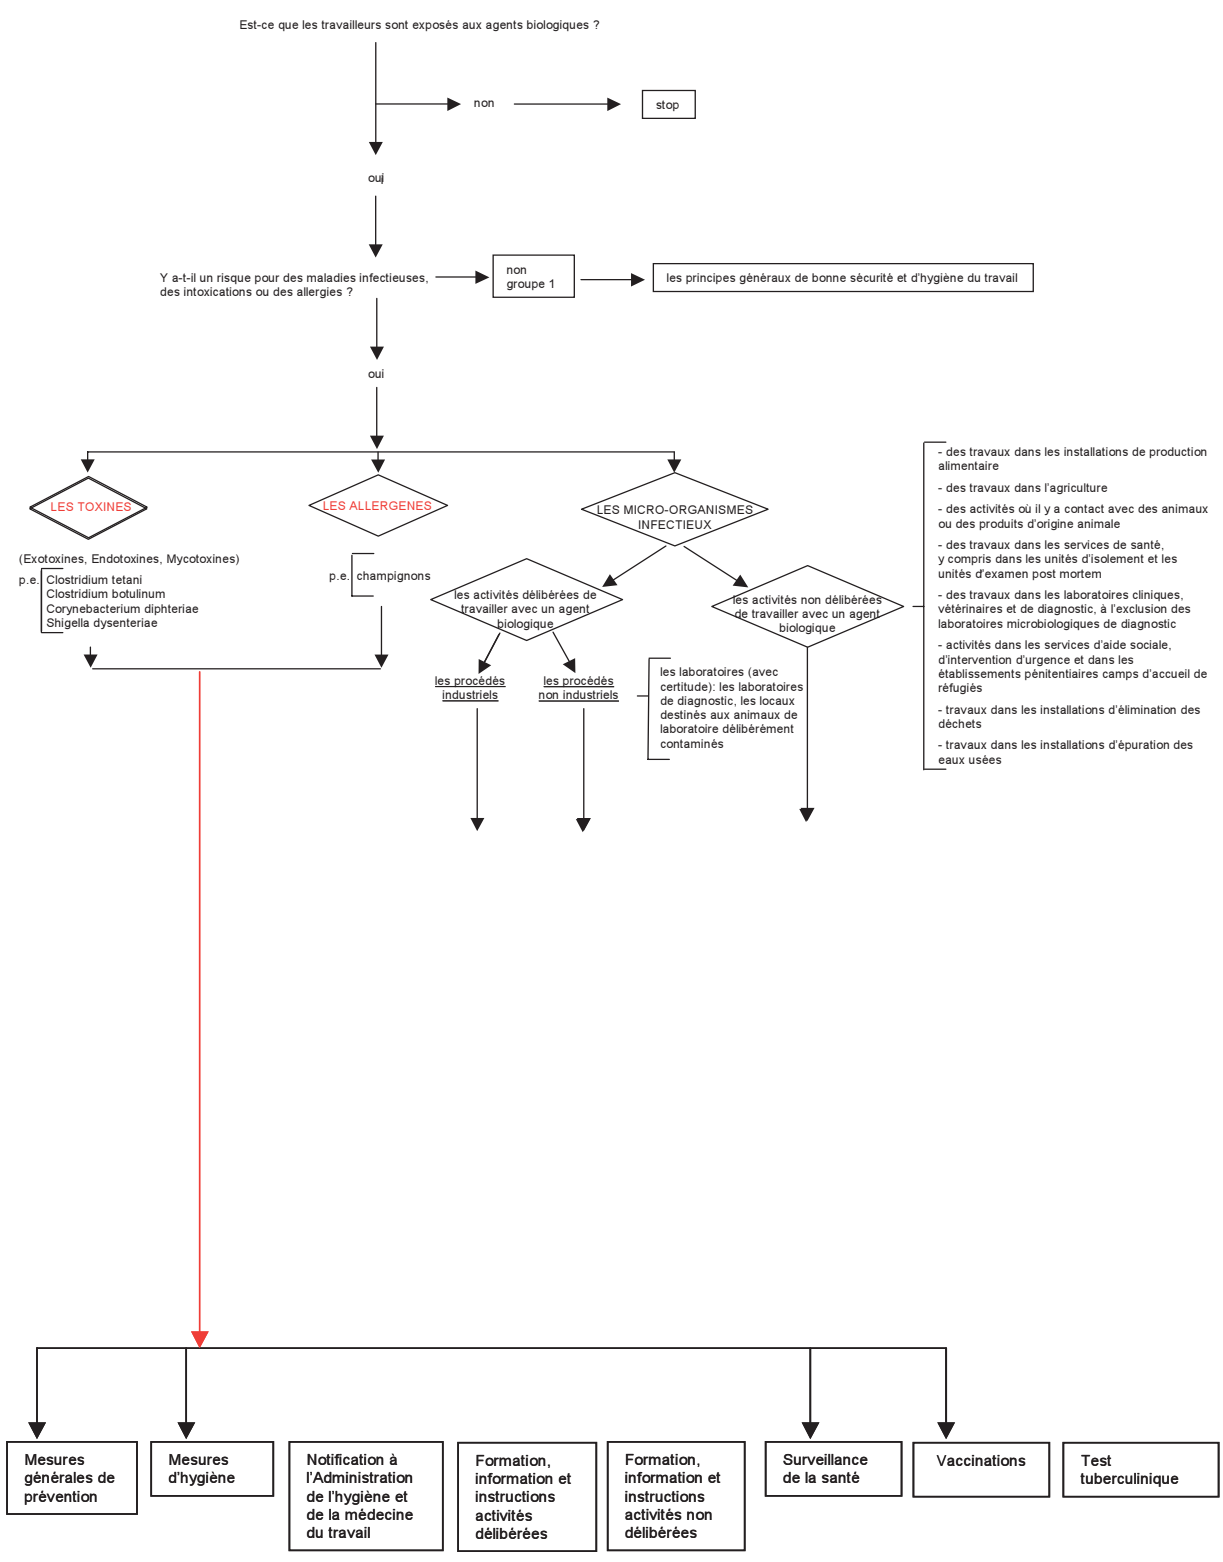 Est-ce que les travailleurs sont exposés aux agents biologiques ?
non
stop
oui
Y a-t-il un risque pour des maladies infectieuses,
des intoxications ou des allergies ?
non
groupe 1
les principes généraux de bonne sécurité et d'hygiène du travail
oui
LES TOXINES
LES ALLERGENES
LES MICRO-ORGANISMES
INFECTIEUX
(Exotoxines, Endotoxines, Mycotoxines)
p.e. Clostridium tetani
Clostridium botulinum
Corynebacterium diphteriae
Shigella dysenteriae
p.e. champignons
les activités délibérées de
travailler avec un agent
biologique
les activités non délibérées
de travailler avec un agent
biologique
- des travaux dans les installations de production
alimentaire
- des travaux dans l'agriculture
- des activités où il y a contact avec des animaux
ou des produits d'origine animale
- des travaux dans les services de santé,
y compris dans les unités d'isolement et les
unités d'examen post mortem
- des travaux dans les laboratoires cliniques,
vétérinaires et de diagnostic, à l'exclusion des
laboratoires microbiologiques de diagnostic
- activités dans les services d'aide sociale,
d'intervention d'urgence et dans les
établissements pénitentiaires camps d'accueil de
réfugiés
- travaux dans les installations d'élimination des
déchets
- travaux dans les installations d'épuration des
eaux usées
les procédés
industriels
les procédés
non industriels
les laboratoires (avec
certitude): les laboratoires
de diagnostic, les locaux
destinés aux animaux de
laboratoire délibérément
contaminés
Mesures
générales de
prévention
Mesures
d'hygiène
Notification à
l'Administration
de l'hygiène et
de la médecine
du travail
Formation,
information et
instructions
activités
délibérées
Formation,
information et
instructions
activités non
délibérées
Surveillance
de la santé
Vaccinations
Test
tuberculinique